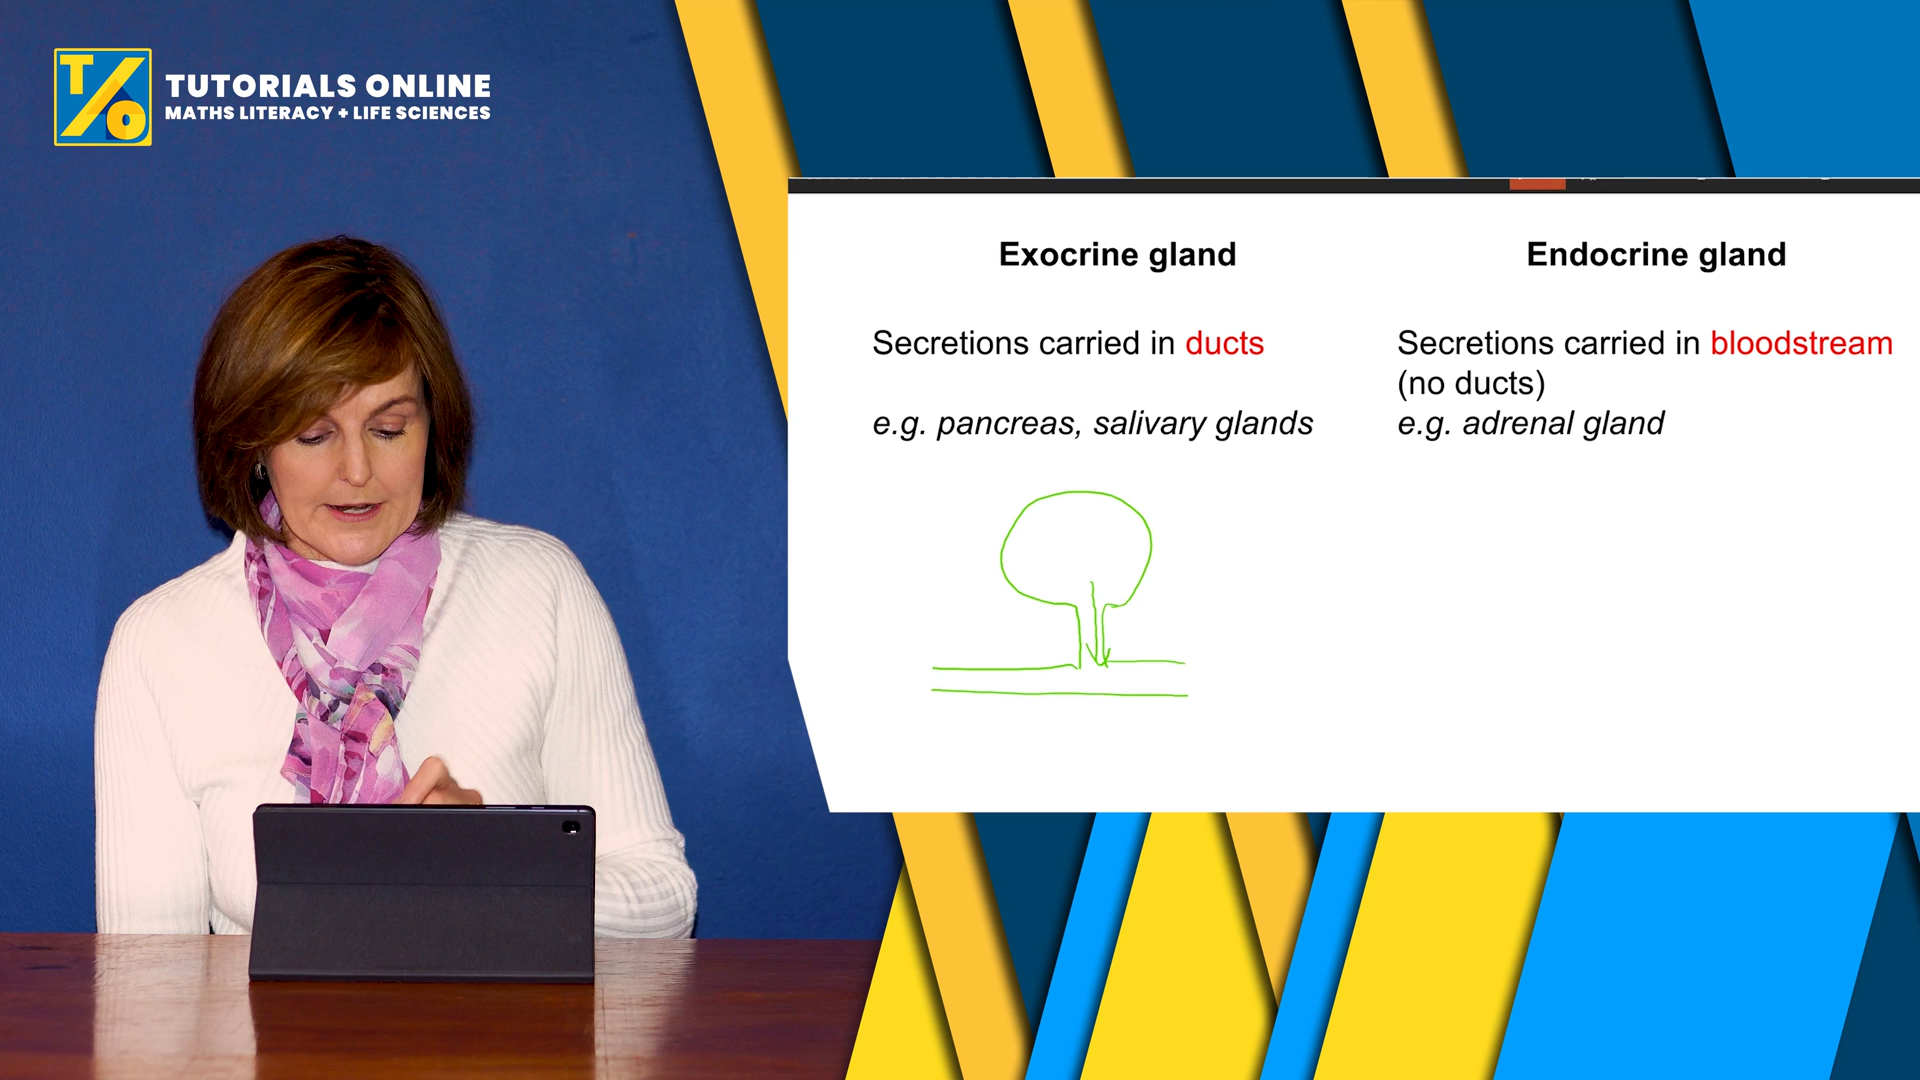 T/O
TUTORIALS ONLINE
MATHS LITERACY + LIFE SCIENCES
Exocrine gland
Secretions carried in ducts
e.g. pancreas, salivary glands
Endocrine gland
Secretions carried in bloodstream
(no ducts)
e.g. adrenal gland